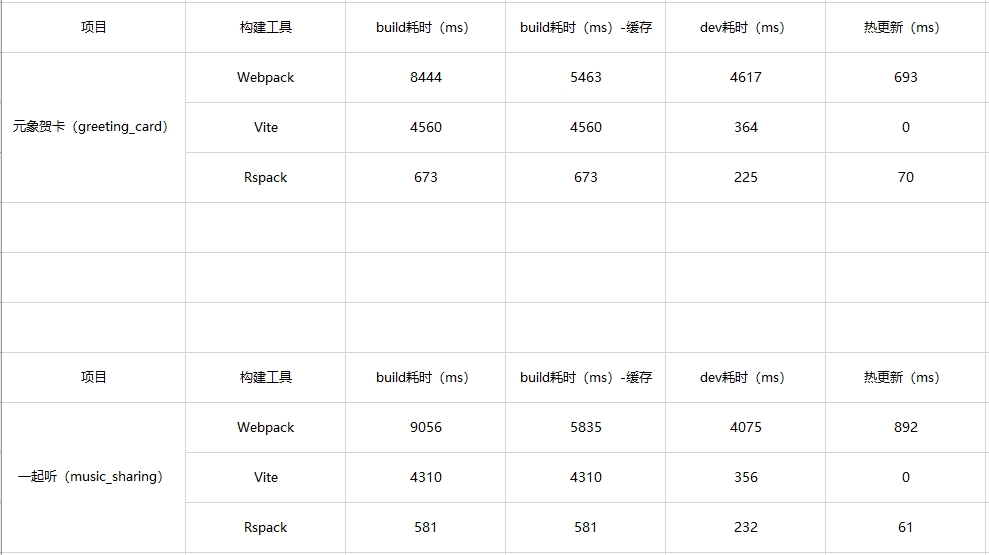 项目 构建工具 build耗时（ms） build耗时（ms）-缓存 dev耗时（ms） 热更新（ms）
Webpack 8444 5463 4617 693
元象贺卡（greeting_card） Vite 4560 4560 364 0
Rspack 673 673 225 70
项目 构建工具 build耗时（ms） build耗时（ms）-缓存 dev耗时（ms） 热更新（ms）
Webpack 9056 5835 4075 892
一起听（music_sharing） Vite 4310 4310 356 0
Rspack 581 581 232 61